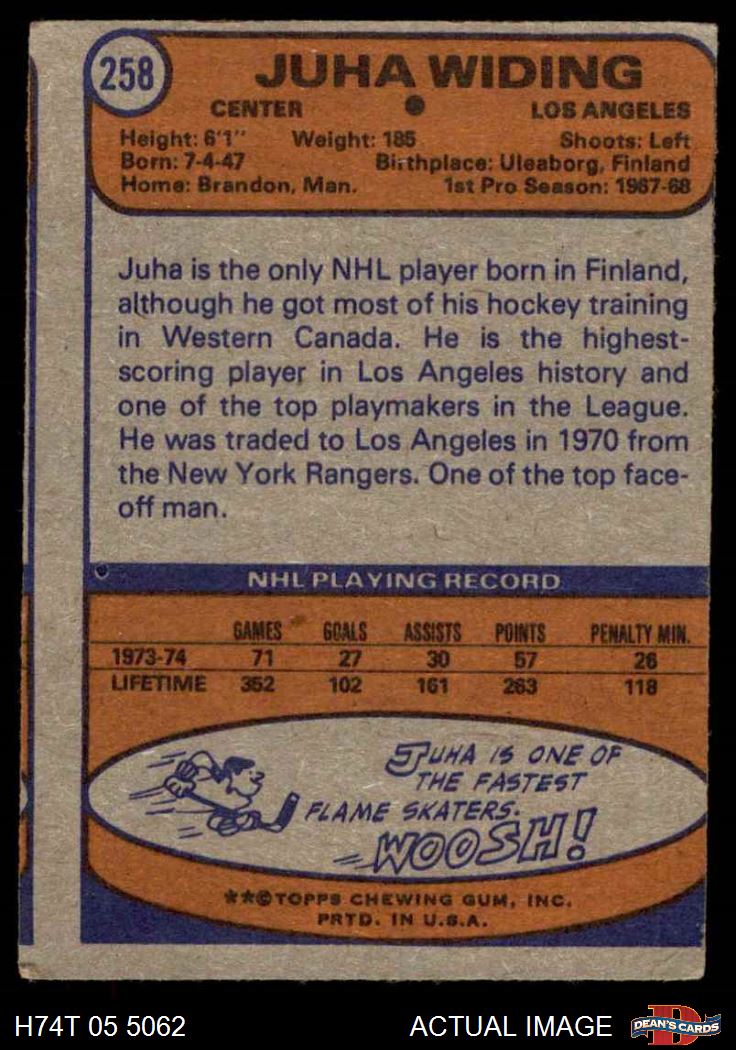 258
JUHA WIDING
CENTER LOS ANGELES
Height: 6'1" Weight: 185 Shoots: Left
Born: 7-4-47 Birthplace: Uleaborg, Finland
Home: Brandon, Man. 1st Pro Season: 1967-68
Juha is the only NHL player born in Finland,
although he got most of his hockey training
in Western Canada. He is the highest-
scoring player in Los Angeles history and
one of the top playmakers in the League.
He was traded to Los Angeles in 1970 from
the New York Rangers. One of the top face-
off man.
NHL PLAYING RECORD
GAMES GOALS ASSISTS POINTS PENALTY MIN.
1973-74 71 27 30 57 26
LIFETIME 352 102 161 263 118
JUHA IS ONE OF
THE FASTEST
FLAME SKATERS.
WOOSH!
**©TOPPS CHEWING GUM, INC.
PRTD. IN U.S.A.
H74T 05 5062 ACTUAL IMAGE DEAN'S CARDS